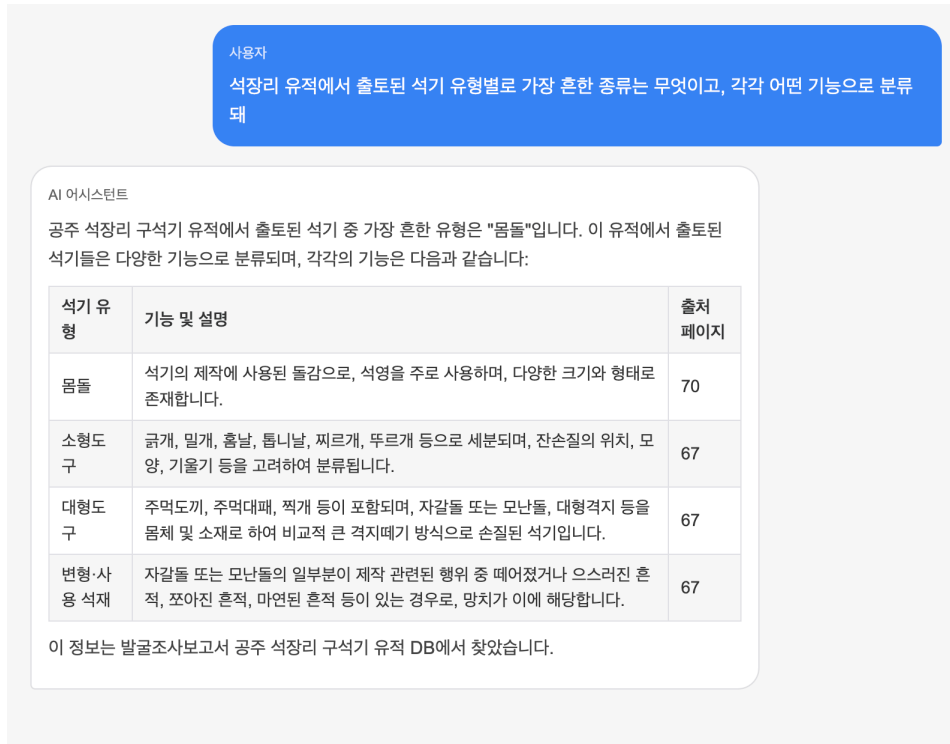 사용자
석장리 유적에서 출토된 석기 유형별로 가장 흔한 종류는 무엇이고, 각각 어떤 기능으로 분류
돼
AI 어시스턴트
공주 석장리 구석기 유적에서 출토된 석기 중 가장 흔한 유형은 "몸돌"입니다. 이 유적에서 출토된
석기들은 다양한 기능으로 분류되며, 각각의 기능은 다음과 같습니다:
석기 유
형
기능 및 설명
출처
페이지
몸돌
석기의 제작에 사용된 돌감으로, 석영을 주로 사용하며, 다양한 크기와 형태로
존재합니다.
70
소형도
구
긁개, 밀개, 홈날, 톱니날, 찌르개, 뚜르개 등으로 세분되며, 잔손질의 위치, 모
양, 기울기 등을 고려하여 분류됩니다.
67
대형도
구
주먹도끼, 주먹대패, 찍개 등이 포함되며, 자갈돌 또는 모난돌, 대형격지 등을
몸체 및 소재로 하여 비교적 큰 격지떼기 방식으로 손질된 석기입니다.
67
변형·사
용 석재
자갈돌 또는 모난돌의 일부분이 제작 관련된 행위 중 떼어졌거나 으스러진 흔
적, 쪼아진 흔적, 마연된 흔적 등이 있는 경우로, 망치가 이에 해당합니다.
67
이 정보는 발굴조사보고서 공주 석장리 구석기 유적 DB에서 찾았습니다.